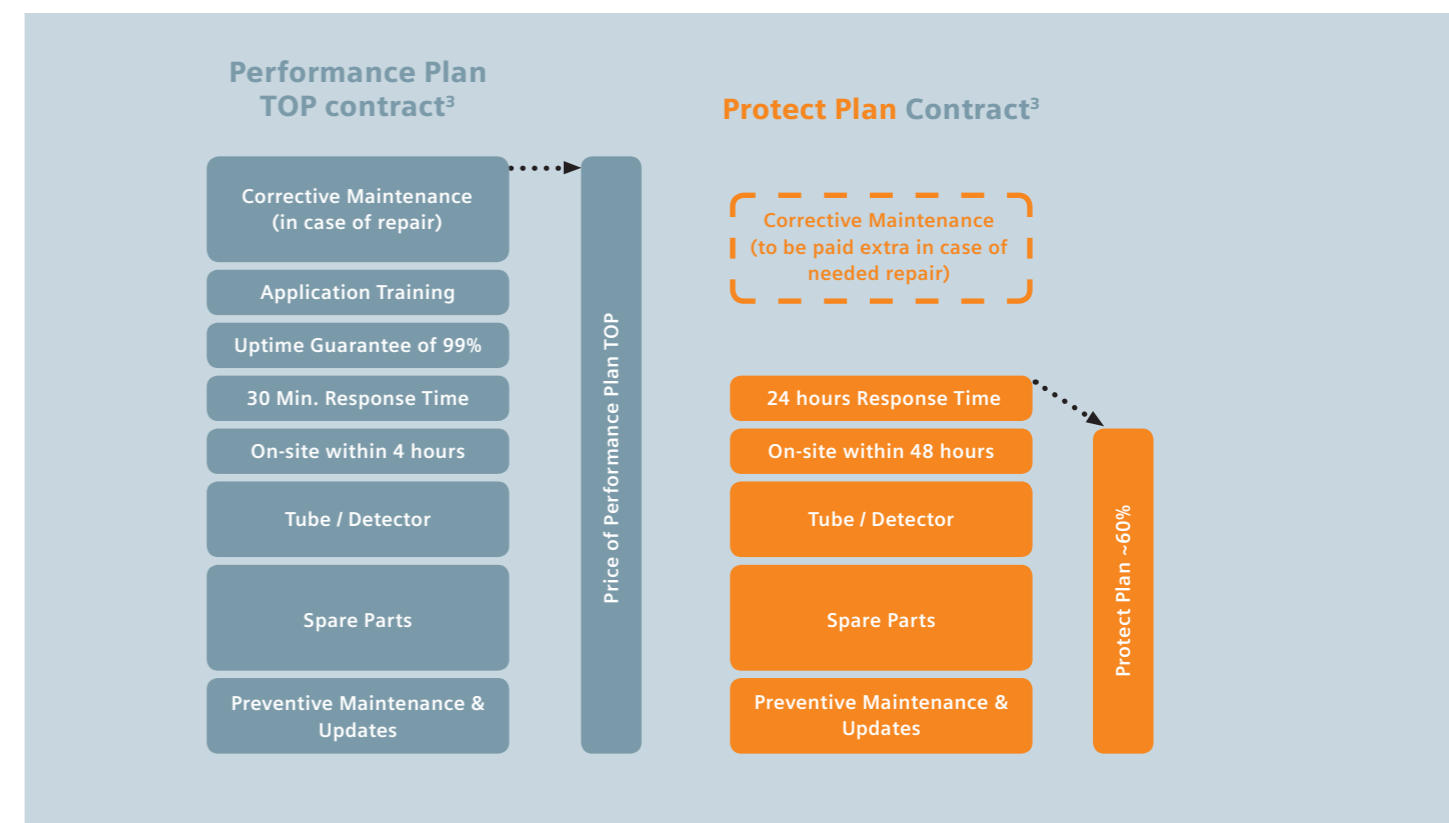 Performance Plan
TOP contract³
Corrective Maintenance
(in case of repair)
Application Training
Uptime Guarantee of 99%
30 Min. Response Time
On-site within 4 hours
Tube / Detector
Spare Parts
Preventive Maintenance &
Updates
Price of Performance Plan TOP
Protect Plan Contract³
Corrective Maintenance
(to be paid extra in case of
needed repair)
24 hours Response Time
On-site within 48 hours
Tube / Detector
Spare Parts
Preventive Maintenance &
Updates
Protect Plan ~60%